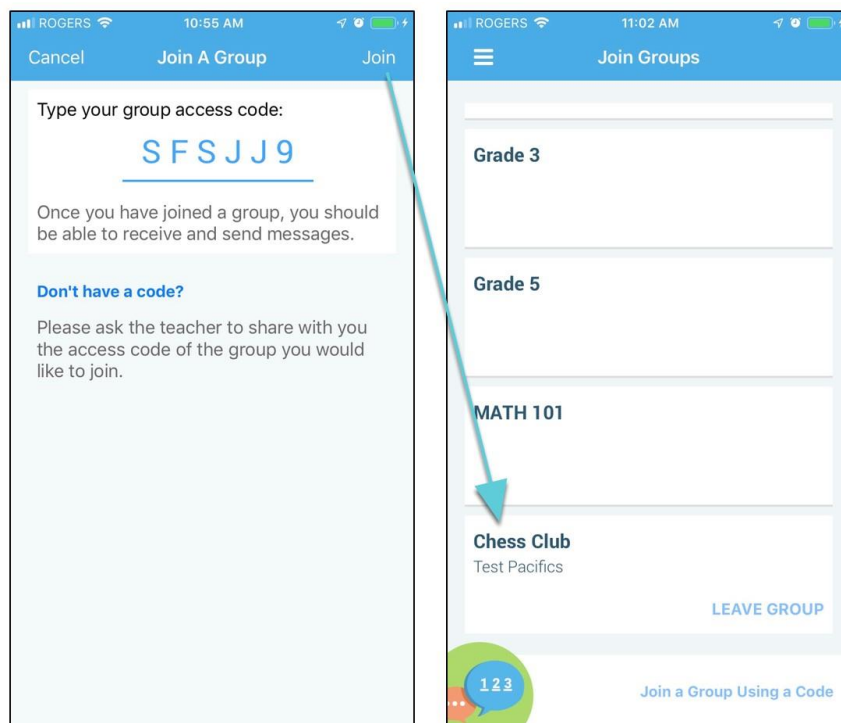 ROGERS 10:55 AM
Cancel Join A Group Join
Type your group access code:
SFSJJ9
Once you have joined a group, you should
be able to receive and send messages.
Don't have a code?
Please ask the teacher to share with you
the access code of the group you would
like to join.
ROGERS 11:02 AM
Join Groups
Grade 3
Grade 5
MATH 101
Chess Club
Test Pacifics
LEAVE GROUP
123
Join a Group Using a Code